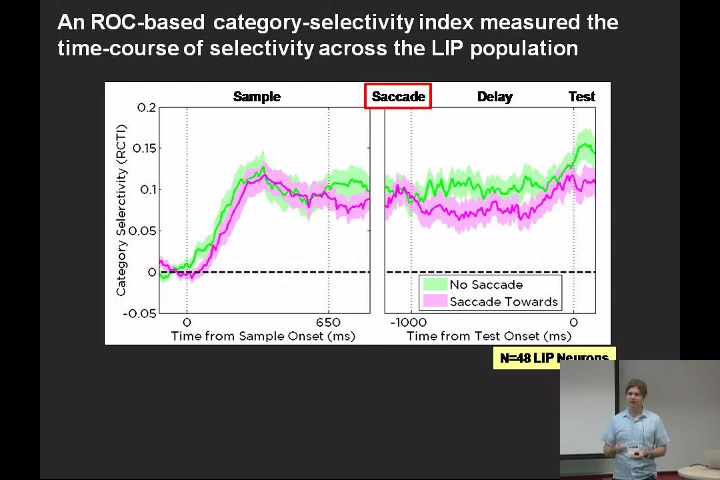 An ROC-based category-selectivity index measured the
time-course of selectivity across the LIP population
Sample
Saccade
Delay
Test
Category Selerctivity (RCTI)
0.2
0.15
0.1
0.05
0
-0.05
0
650
-1000
0
Time from Sample Onset (ms)
Time from Test Onset (ms)
No Saccade
Saccade Towards
N=48 LIP Neurons